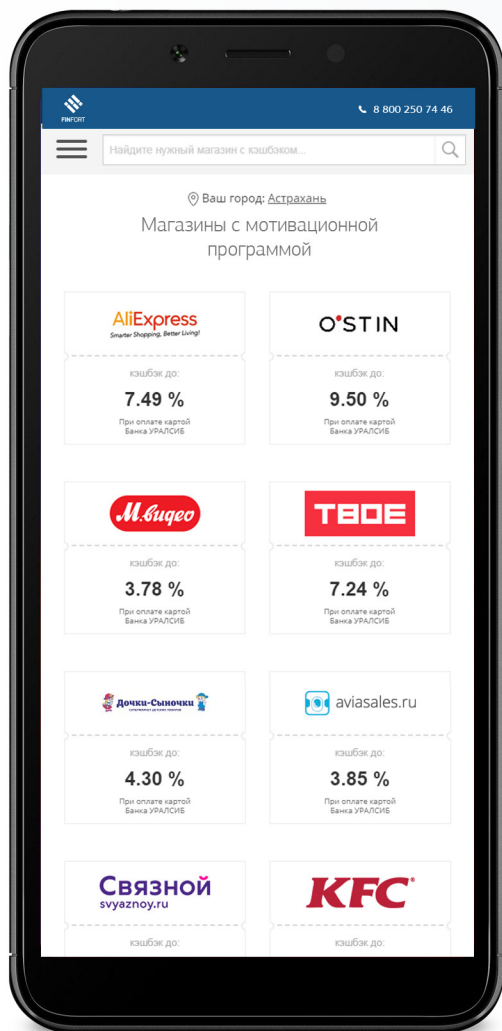 FINFORT
8 800 250 74 46
Найдите нужный магазин с кэшбэком...
Ваш город: Астрахань
Магазины с мотивационной
программой
AliExpress
Smarter Shopping, Better Living!
кэшбэк до:
7.49 %
При оплате картой
Банка УРАЛСИБ
O'STIN
кэшбэк до:
9.50 %
При оплате картой
Банка УРАЛСИБ
М.видео
кэшбэк до:
3.78 %
При оплате картой
Банка УРАЛСИБ
ТВОЕ
кэшбэк до:
7.24 %
При оплате картой
Банка УРАЛСИБ
Дочки-Сыночки
кэшбэк до:
4.30 %
При оплате картой
Банка УРАЛСИБ
aviasales.ru
кэшбэк до:
3.85 %
При оплате картой
Банка УРАЛСИБ
Связной
svyaznoy.ru
кэшбэк до:
KFC
кэшбэк до: